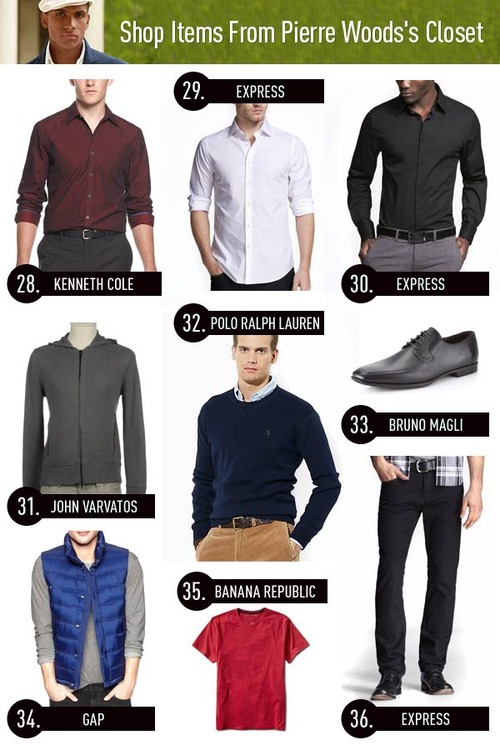 Shop Items From Pierre Woods's Closet
29. EXPRESS
28. KENNETH COLE
30. EXPRESS
32. POLO RALPH LAUREN
33. BRUNO MAGLI
31. JOHN VARVATOS
35. BANANA REPUBLIC
34. GAP
36. EXPRESS